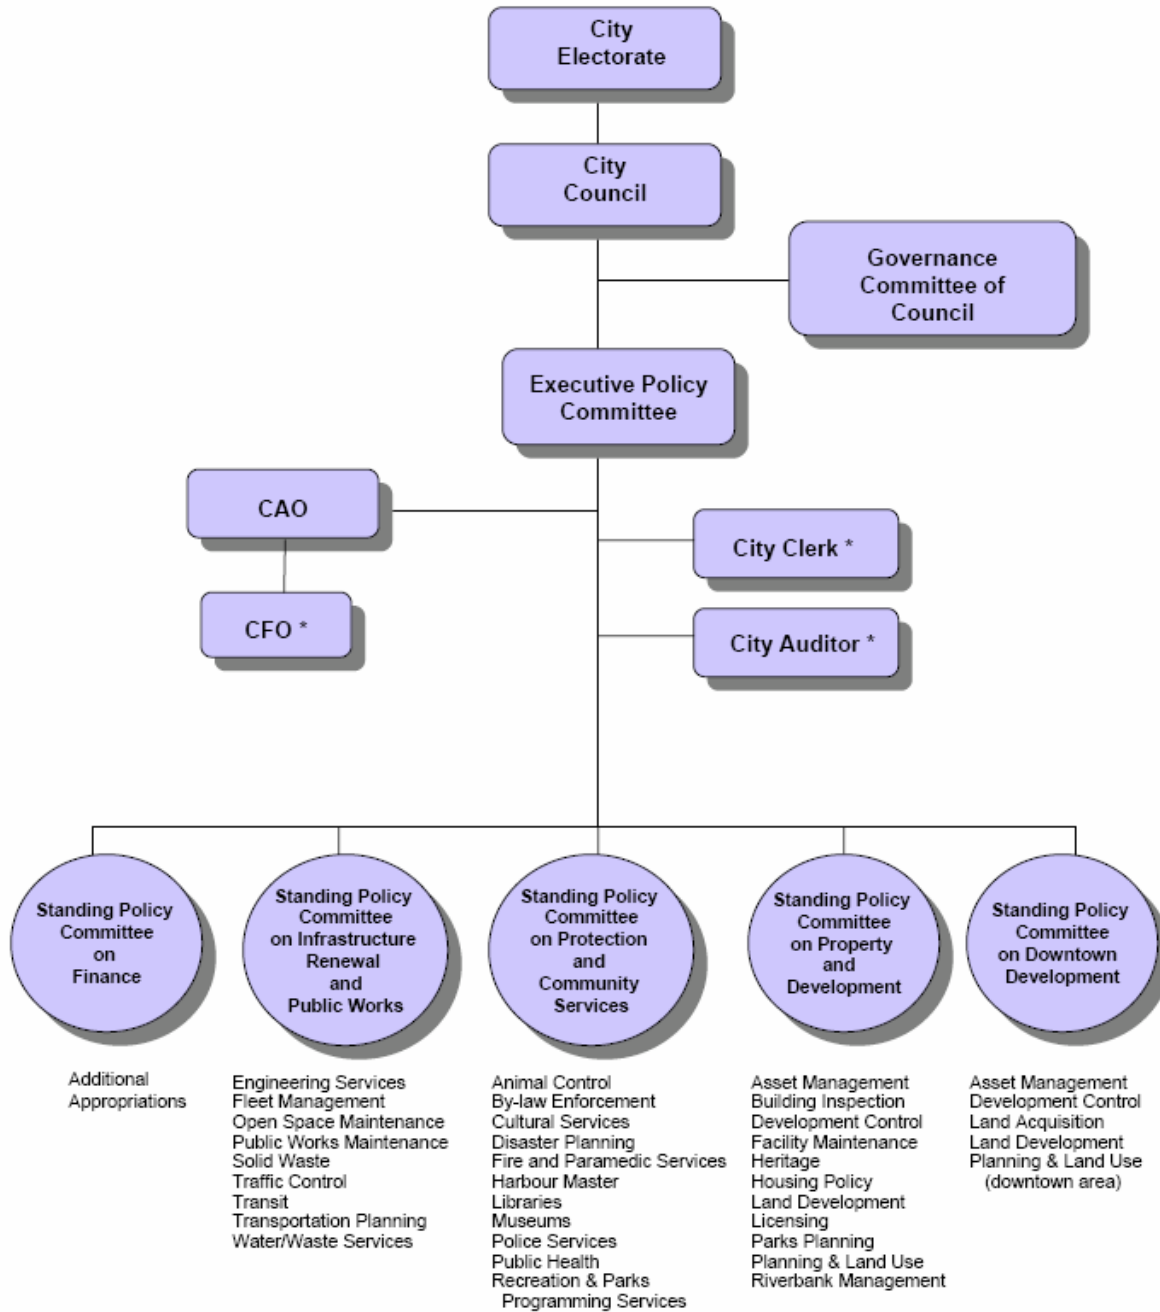 City
Electorate
City
Council
Governance
Committee of
Council
Executive Policy
Committee
CAO
City Clerk *
CFO *
City Auditor *
Standing Policy
Committee
on
Finance
Standing Policy
Committee
on Infrastructure
Renewal
and
Public Works
Standing Policy
Committee
on Protection
and
Community
Services
Standing Policy
Committee
on Property
and
Development
Standing Policy
Committee
on Downtown
Development
Additional
Appropriations
Engineering Services
Fleet Management
Open Space Maintenance
Public Works Maintenance
Solid Waste
Traffic Control
Transit
Transportation Planning
Water/Waste Services
Animal Control
By-law Enforcement
Cultural Services
Disaster Planning
Fire and Paramedic Services
Harbour Master
Libraries
Museums
Police Services
Public Health
Recreation & Parks
Programming Services
Asset Management
Building Inspection
Development Control
Facility Maintenance
Heritage
Housing Policy
Land Development
Licensing
Parks Planning
Planning & Land Use
Riverbank Management
Asset Management
Development Control
Land Acquisition
Land Development
Planning & Land Use
(downtown area)